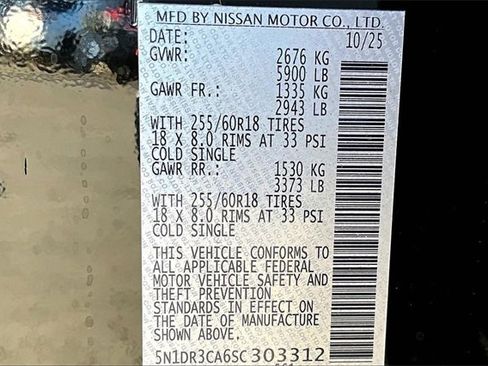 MFD BY NISSAN MOTOR CO., LTD.
DATE: 10/25
GVWR: 2676 KG
5900 LB
GAWR FR.: 1335 KG
2943 LB
WITH 255/60R18 TIRES
18 X 8.0 RIMS AT 33 PSI
COLD SINGLE
GAWR RR.: 1530 KG
3373 LB
WITH 255/60R18 TIRES
18 X 8.0 RIMS AT 33 PSI
COLD SINGLE
THIS VEHICLE CONFORMS TO
ALL APPLICABLE FEDERAL
MOTOR VEHICLE SAFETY AND
THEFT PREVENTION
STANDARDS IN EFFECT ON
THE DATE OF MANUFACTURE
SHOWN ABOVE.
5N1DR3CA6SC303312